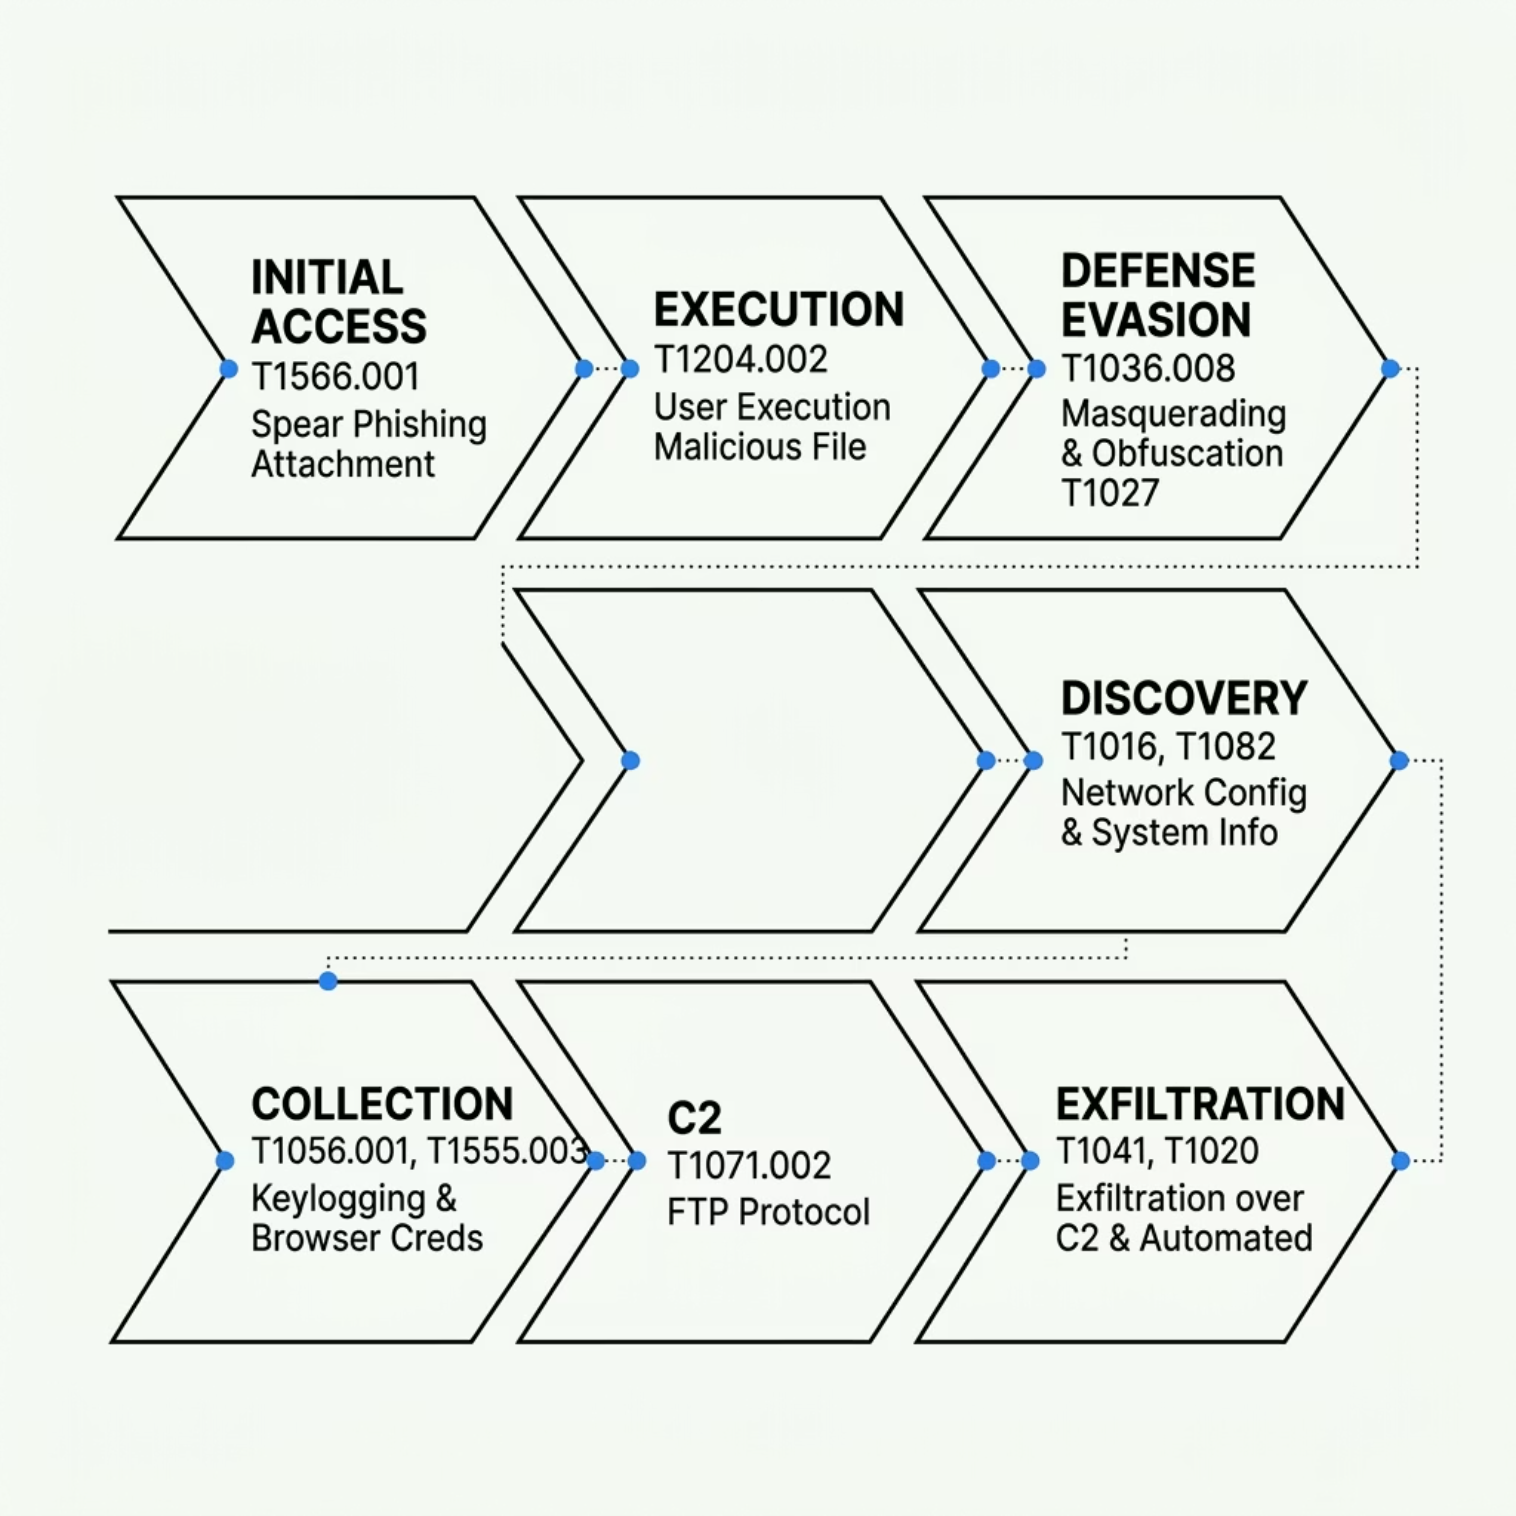 INITIAL
ACCESS
T1566.001
Spear Phishing
Attachment
EXECUTION
T1204.002
User Execution
Malicious File
DEFENSE
EVASION
T1036.008
Masquerading
& Obfuscation
T1027
DISCOVERY
T1016, T1082
Network Config
& System Info
COLLECTION
T1056.001, T1555.003
Keylogging &
Browser Creds
C2
T1071.002
FTP Protocol
EXFILTRATION
T1041, T1020
Exfiltration over
C2 & Automated